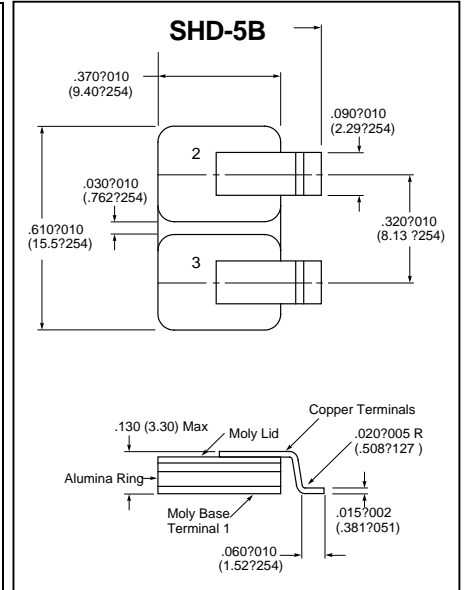 SHD-5B
.370?010
(9.40?254)
.090?010
(2.29?254)
2
.030?010
(.762?254)
.320?010
(8.13 ?254)
.610?010
(15.5?254)
3
Copper Terminals
.130 (3.30) Max
Moly Lid
.020?005 R
(.508?127 )
Alumina Ring
Moly Base
Terminal 1
.015?002
(.381?051)
.060?010
(1.52?254)